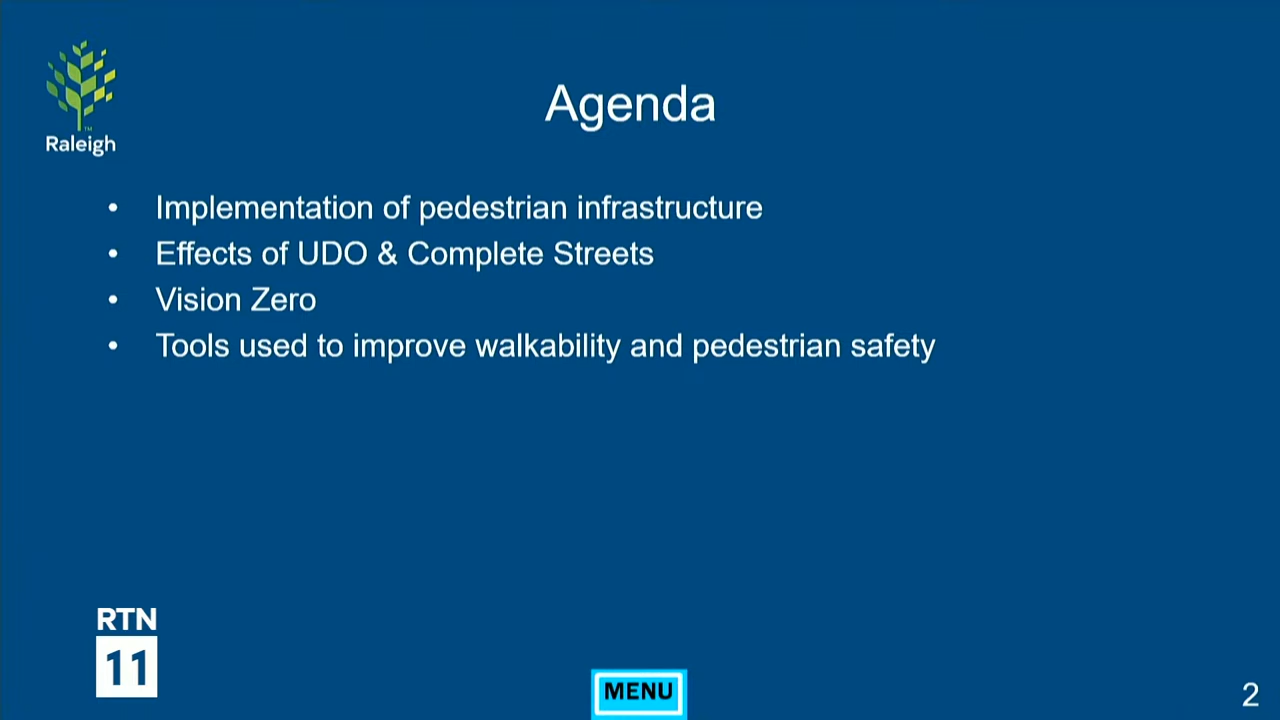 Agenda
Raleigh
• Implementation of pedestrian infrastructure
• Effects of UDO & Complete Streets
• Vision Zero
• Tools used to improve walkability and pedestrian safety
RTN
11
MENU
2